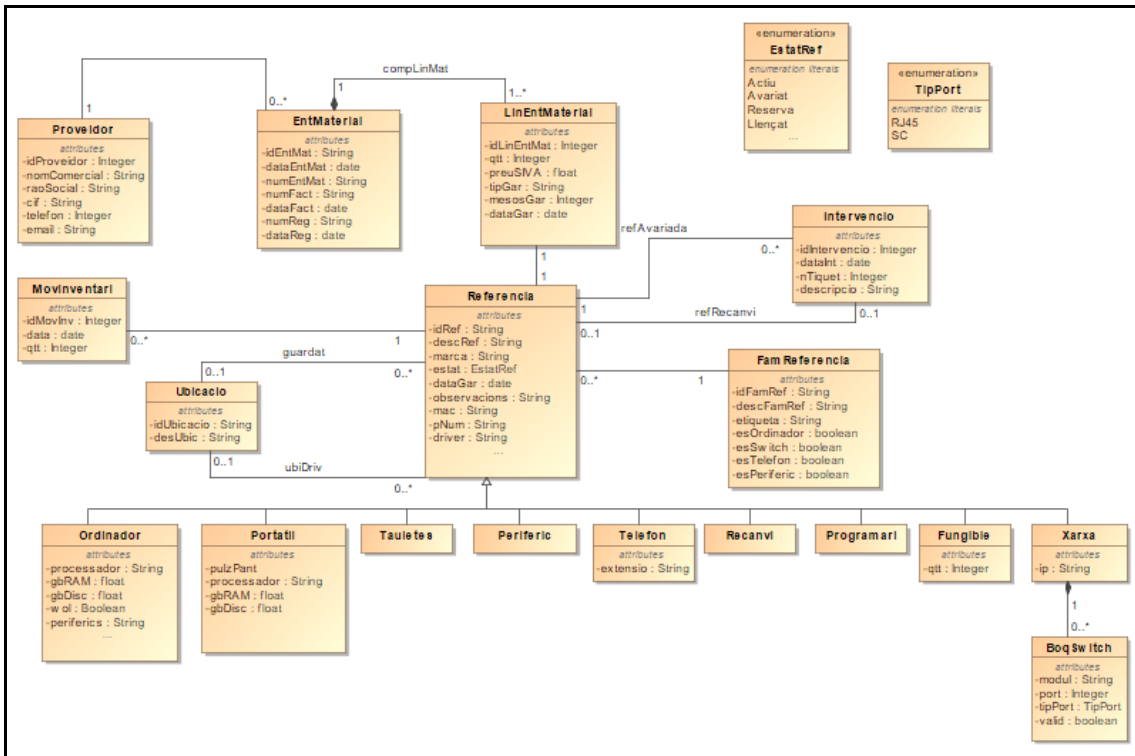 «enumeration»
EstatRef
enumeration literals
Actiu
Avariat
Reserva
Llençat
...
«enumeration»
TipPort
enumeration literals
RJ45
SC
compLinMat
1
0..*
1
1..*
Proveidor
attributes
-idProveidor : Integer
-nomComercial : String
-raoSocial : String
-cif : String
-telefon : Integer
-email : String
EntMaterial
attributes
-idEntMat : String
-dataEntMat : date
-numEntMat : String
-numFact : String
-dataFact : date
-numReg : String
-dataReg : date
LinEntMaterial
attributes
-idLinEntMat : Integer
-qtt : Integer
-preuSIVA : float
-tipGar : String
-mesosGar : Integer
-dataGar : date
refAvariada
0..*
1
Intervencio
attributes
-idIntervencio : Integer
-dataInt : date
-nTiquet : Integer
-descripcio : String
1
1
refRecanvi
0..1
0..1
MovInventari
attributes
-idMovInv : Integer
-data : date
-qtt : Integer
0..*
1
Referencia
attributes
-idRef : String
-descRef : String
-marca : String
-estat : EstatRef
-dataGar : date
-observacions : String
-mac : String
-pNum : String
-driver : String
...
guardat
0..1
0..*
0..*
1
FamReferencia
attributes
-idFamRef : String
-descFamRef : String
-etiqueta : String
-esOrdinador : boolean
-esSwitch : boolean
-esTelefon : boolean
-esPeriferic : boolean
Ubicacio
attributes
-idUbicacio : String
-desUbic : String
0..1
ubiDriv
0..*
Ordinador
attributes
-processador : String
-gbRAM : float
-gbDisc : float
-wol : Boolean
-periferics : String
...
Portatil
attributes
-pulzPant
-processador : String
-gbRAM : float
-gbDisc : float
Tauletes
Periferic
Telefon
attributes
-extensio : String
Recanvi
Programari
Fungible
attributes
-qtt : Integer
Xarxa
attributes
-ip : String
1
0..*
BoqSwitch
attributes
-modul : String
-port : Integer
-tipPort : TipPort
-valid : boolean